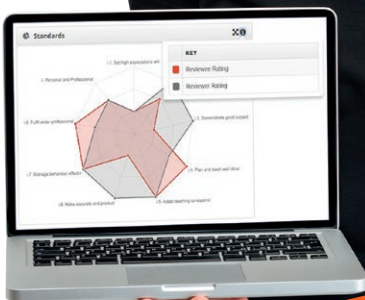 Standards
KEY
Reviewee Rating
Reviewer Rating
i.1. Set high expectations wh
ii. Personal and Professional
i.3. Demonstrate good subject
i.8. Fulfil wider professional
i.4. Plan and teach well struc
i.7. Manage behaviour effectiv
i.6. Make accurate and product
i.5. Adapt teaching to respond